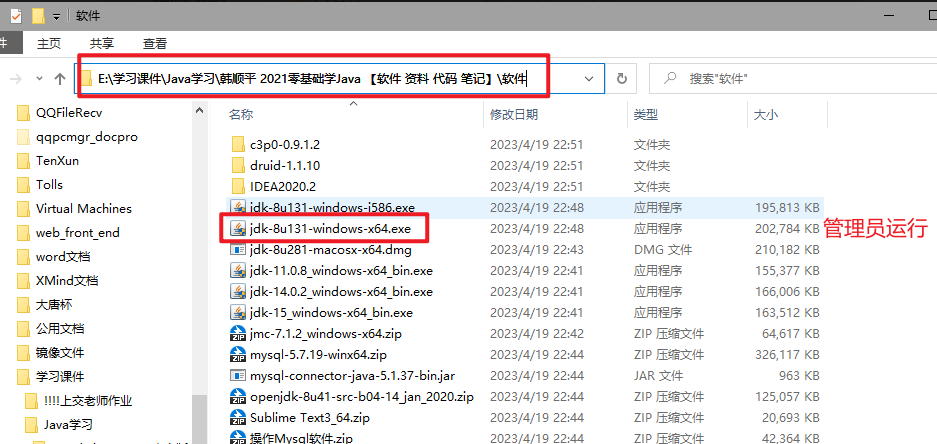 软件
件 主页 共享 查看
E:\学习课件\Java学习\韩顺平 2021零基础学Java 【软件 资料 代码 笔记】\软件
搜索"软件"
名称 修改日期 类型 大小
QQFileRecv
qqpcmgr_docpro
TenXun
Tolls
Virtual Machines
web_front_end
word文档
XMind文档
大唐杯
公用文档
镜像文件
学习课件
!!!!上交老师作业
Java学习
c3p0-0.9.1.2 2023/4/19 22:51 文件夹
druid-1.1.10 2023/4/19 22:51 文件夹
IDEA2020.2 2023/4/19 22:51 文件夹
jdk-8u131-windows-i586.exe 2023/4/19 22:48 应用程序 195,813 KB
jdk-8u131-windows-x64.exe 2023/4/19 22:48 应用程序 202,784 KB
管理员运行
jdk-8u281-macosx-x64.dmg 2023/4/19 22:43 DMG 文件 210,182 KB
jdk-11.0.8_windows-x64_bin.exe 2023/4/19 22:41 应用程序 155,377 KB
jdk-14.0.2_windows-x64_bin.exe 2023/4/19 22:41 应用程序 166,006 KB
jdk-15_windows-x64_bin.exe 2023/4/19 22:41 应用程序 163,512 KB
jmc-7.1.2_windows-x64.zip 2023/4/19 22:41 ZIP 压缩文件 64,617 KB
mysql-5.7.19-winx64.zip 2023/4/19 22:44 ZIP 压缩文件 326,117 KB
mysql-connector-java-5.1.37-bin.jar 2023/4/19 22:44 JAR 文件 963 KB
openjdk-8u41-src-b04-14_jan_2020.zip 2023/4/19 22:44 ZIP 压缩文件 125,057 KB
Sublime Text3_64.zip 2023/4/19 22:44 ZIP 压缩文件 20,693 KB
操作Mysql软件.zip 2023/4/19 22:44 ZIP 压缩文件 42,368 KB